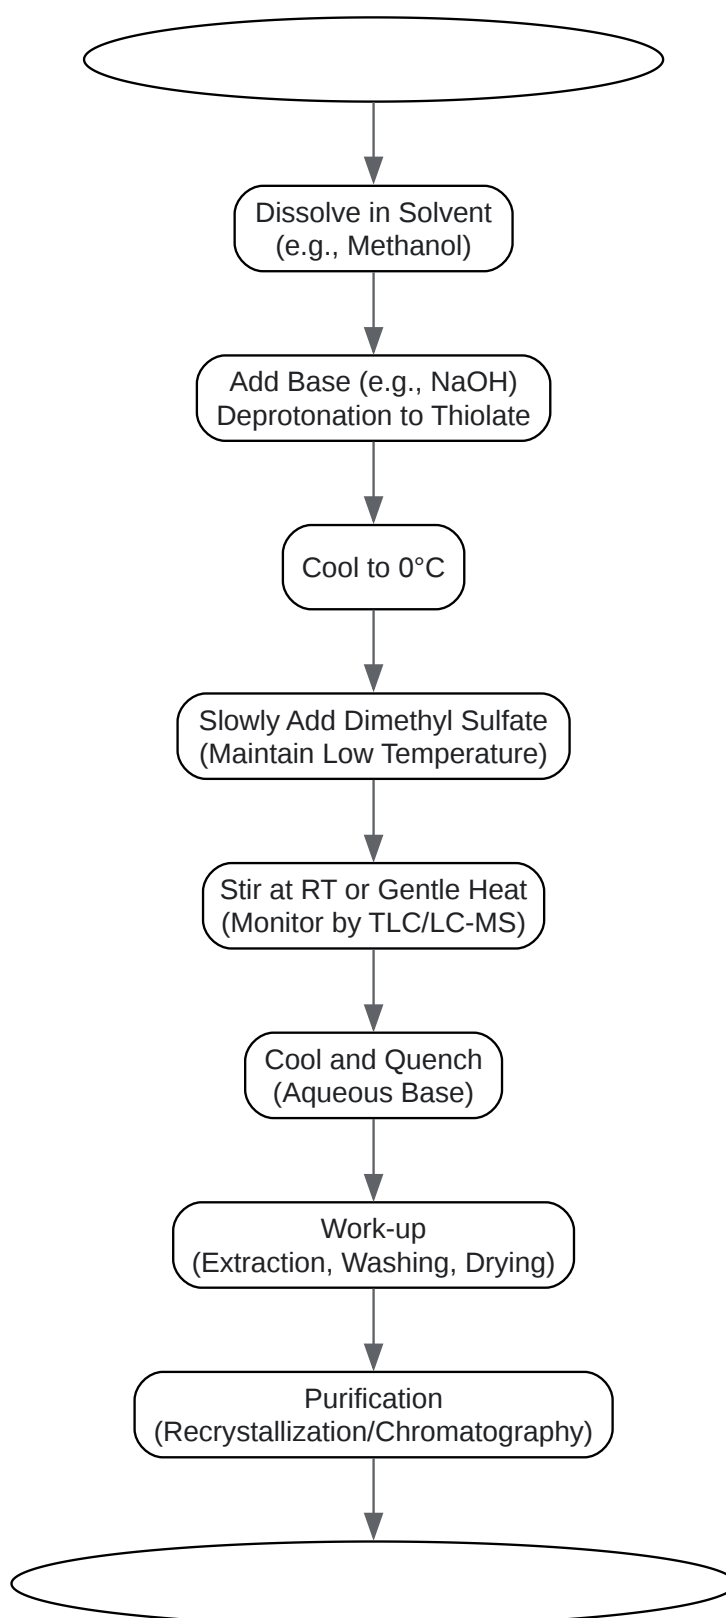 Dissolve in Solvent
(e.g., Methanol)
Add Base (e.g., NaOH)
Deprotonation to Thiolate
Cool to 0°C
Slowly Add Dimethyl Sulfate
(Maintain Low Temperature)
Stir at RT or Gentle Heat
(Monitor by TLC/LC-MS)
Cool and Quench
(Aqueous Base)
Work-up
(Extraction, Washing, Drying)
Purification
(Recrystallization/Chromatography)